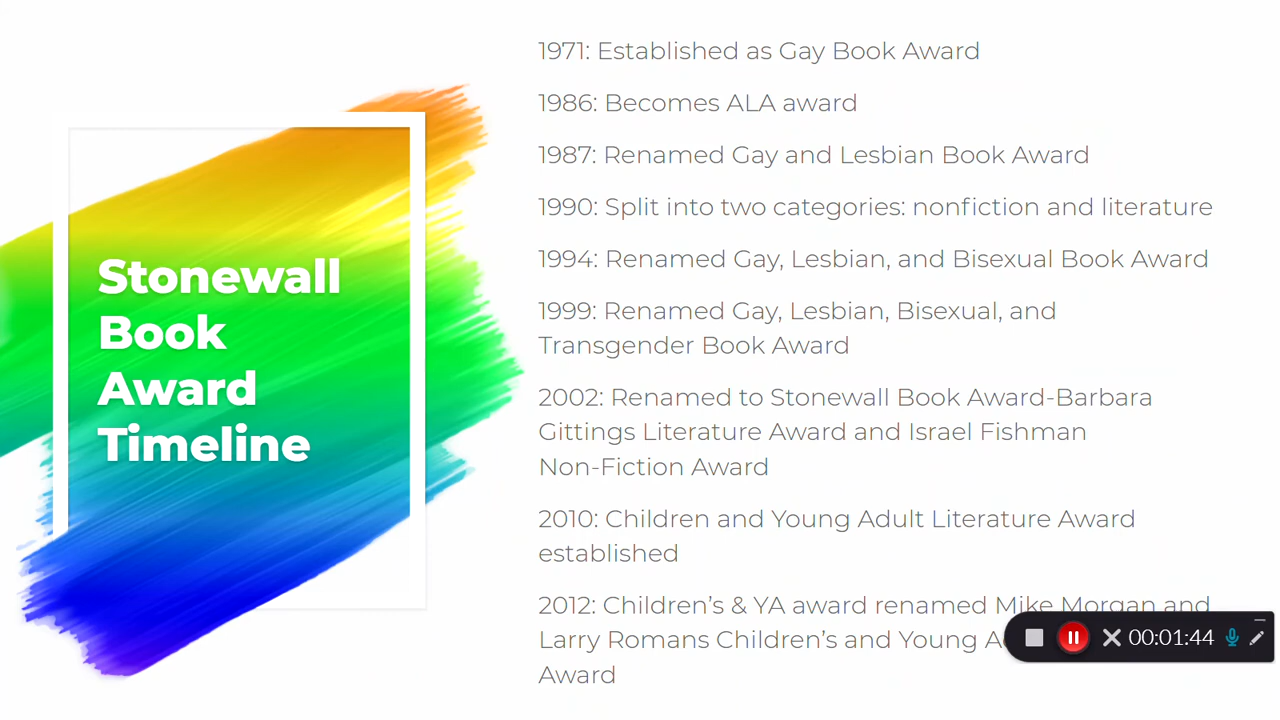 Stonewall
Book
Award
Timeline
1971: Established as Gay Book Award
1986: Becomes ALA award
1987: Renamed Gay and Lesbian Book Award
1990: Split into two categories: nonfiction and literature
1994: Renamed Gay, Lesbian, and Bisexual Book Award
1999: Renamed Gay, Lesbian, Bisexual, and
Transgender Book Award
2002: Renamed to Stonewall Book Award-Barbara
Gittings Literature Award and Israel Fishman
Non-Fiction Award
2010: Children and Young Adult Literature Award
established
2012: Children’s & YA award renamed Mike Morgan and
Larry Romans Children’s and Young
Award
00:01:44